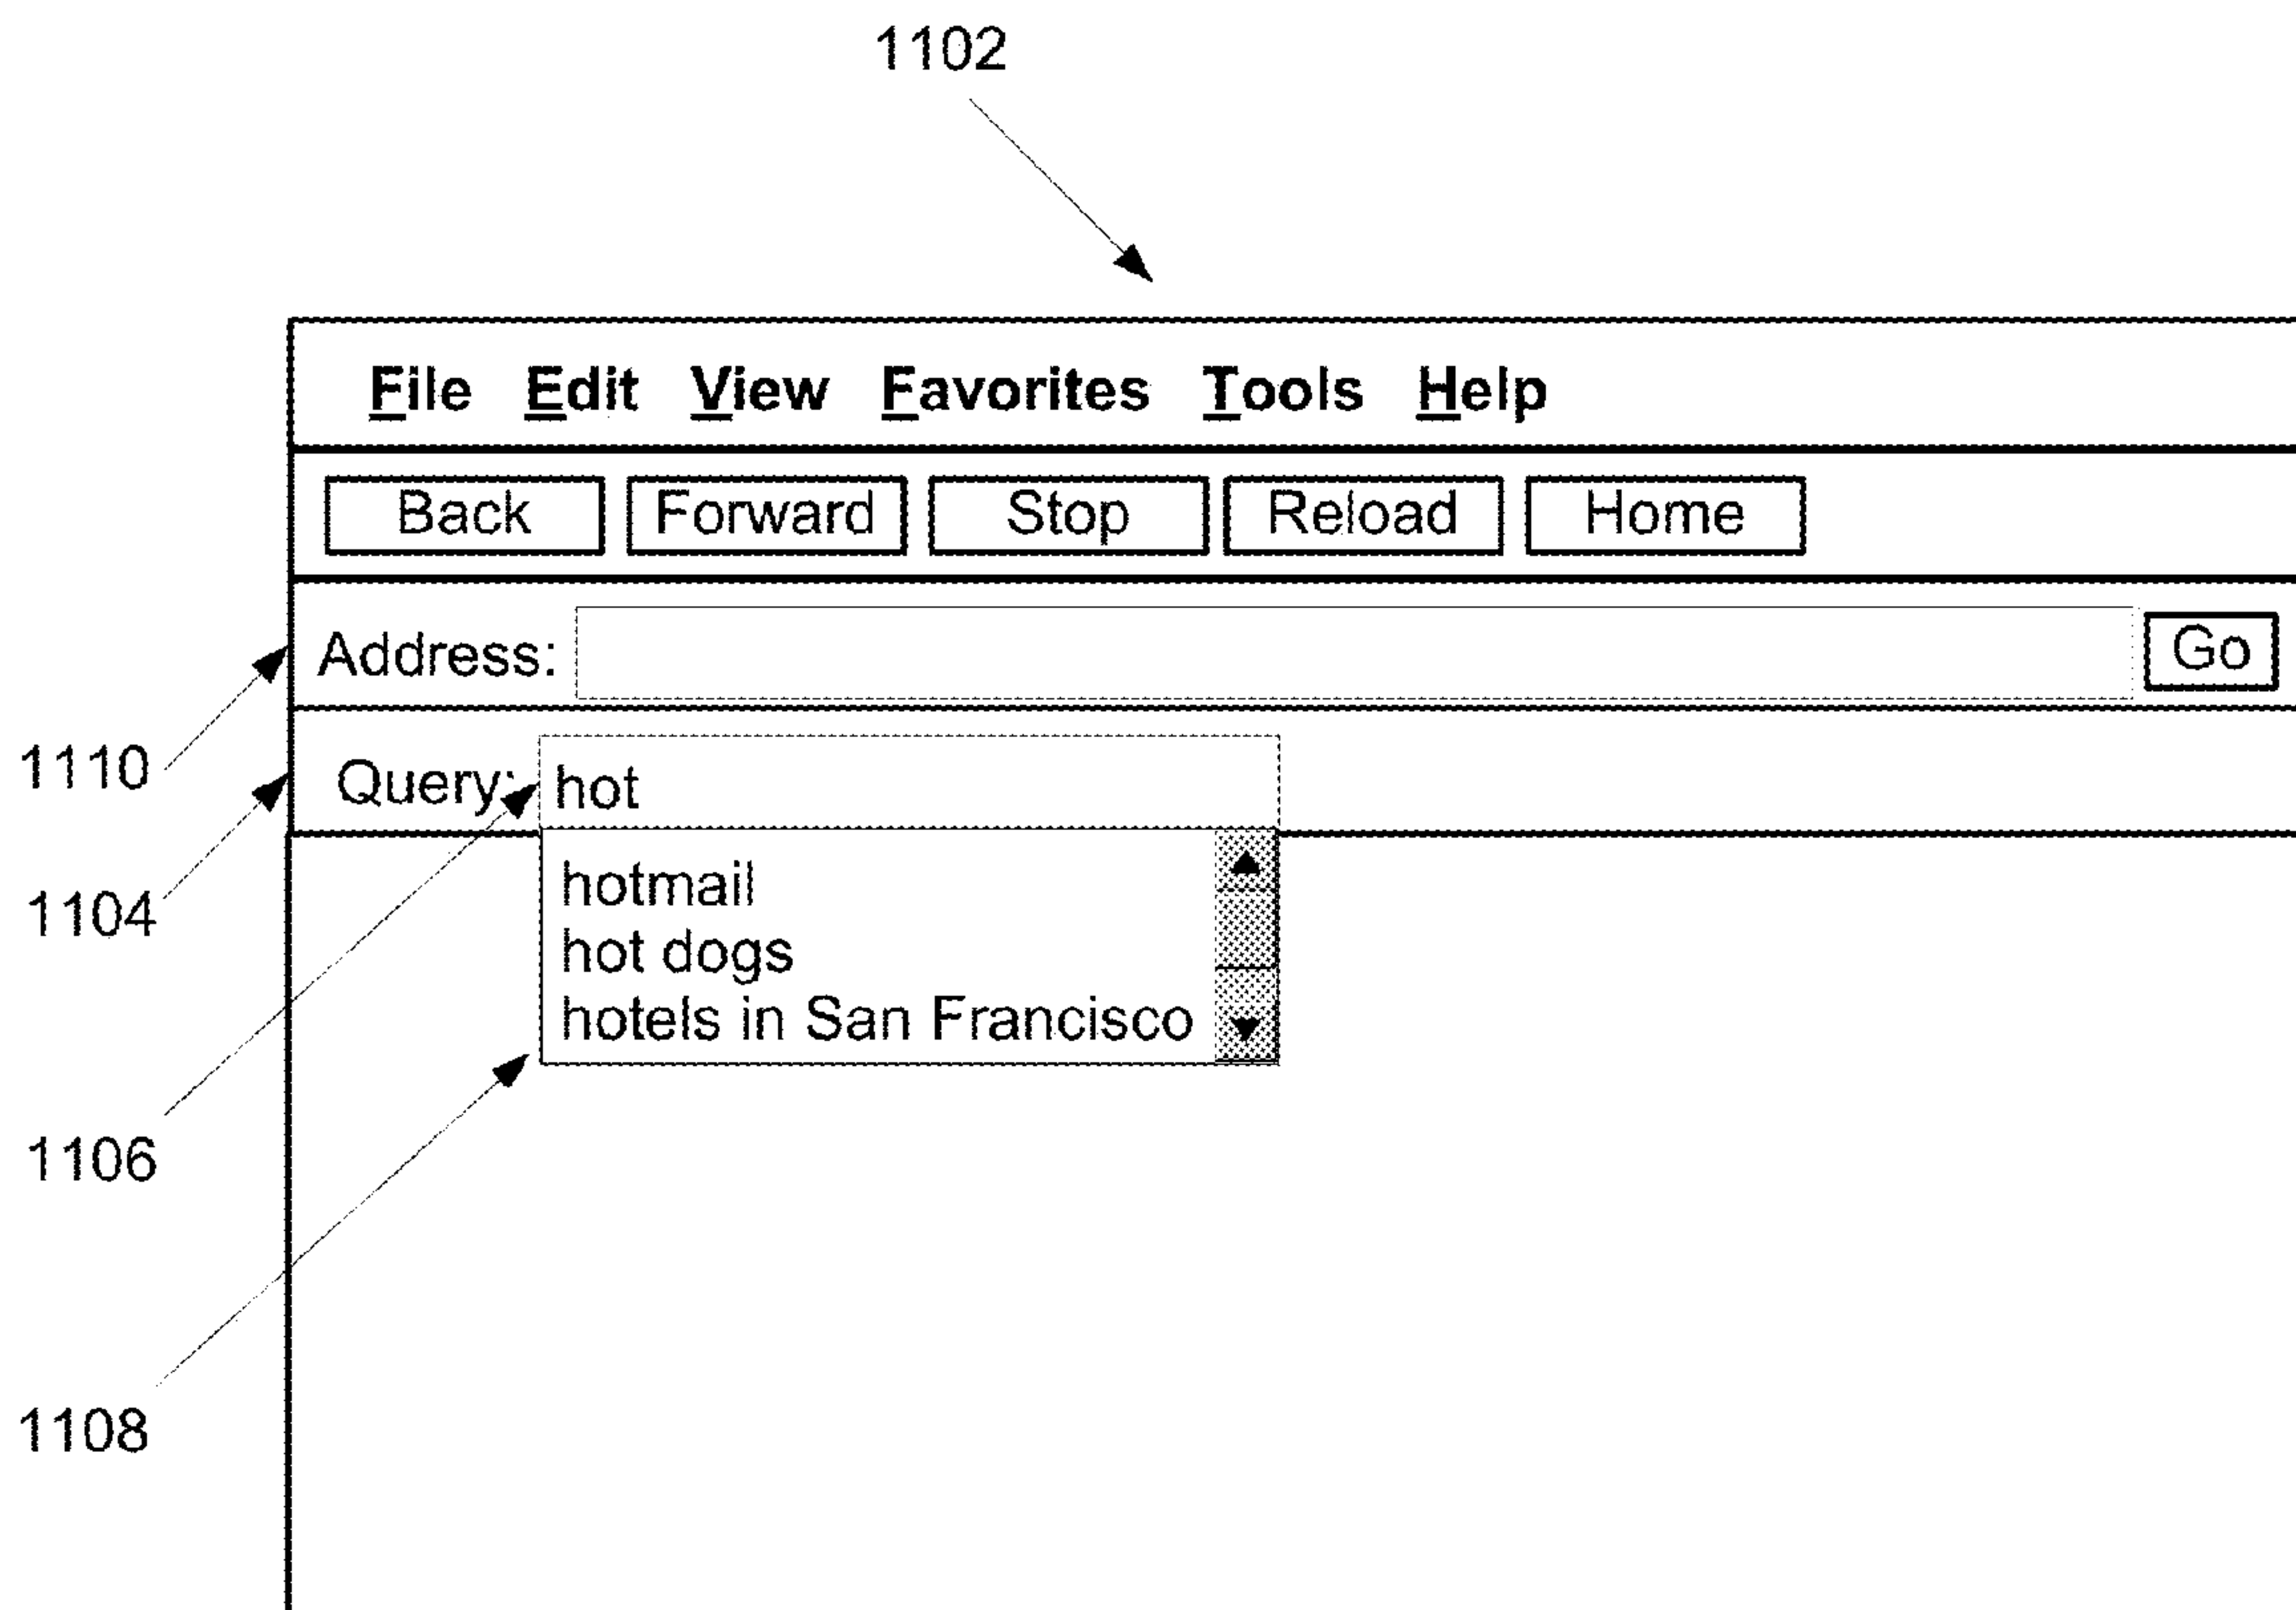 1102
File Edit View Favorites Tools Help
Back Forward Stop Reload Home
Address: Go
1110
Query: hot
1104
hotmail
hot dogs
hotels in San Francisco
1106
1108